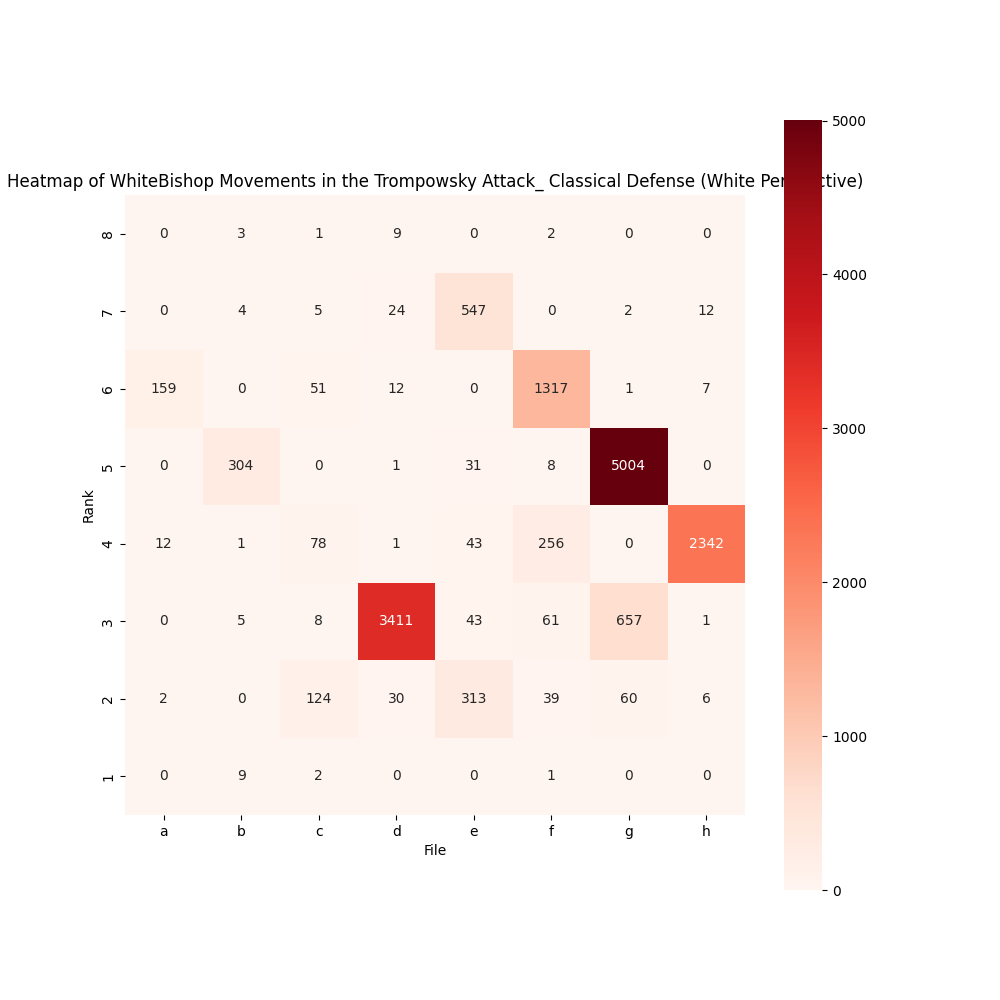 Heatmap of WhiteBishop Movements in the Trompowsky Attack_ Classical Defense (White Perctive)
8 0 3 1 9 0 2 0 0
7 0 4 5 24 547 0 2 12
6 159 0 51 12 0 1317 1 7
5 0 304 0 1 31 8 5004 0
4 12 1 78 1 43 256 0 2342
3 0 5 8 3411 43 61 657 1
2 2 0 124 30 313 39 60 6
1 0 9 2 0 0 1 0 0
a b c d e f g h
File
Rank
5000
4000
3000
2000
1000
0